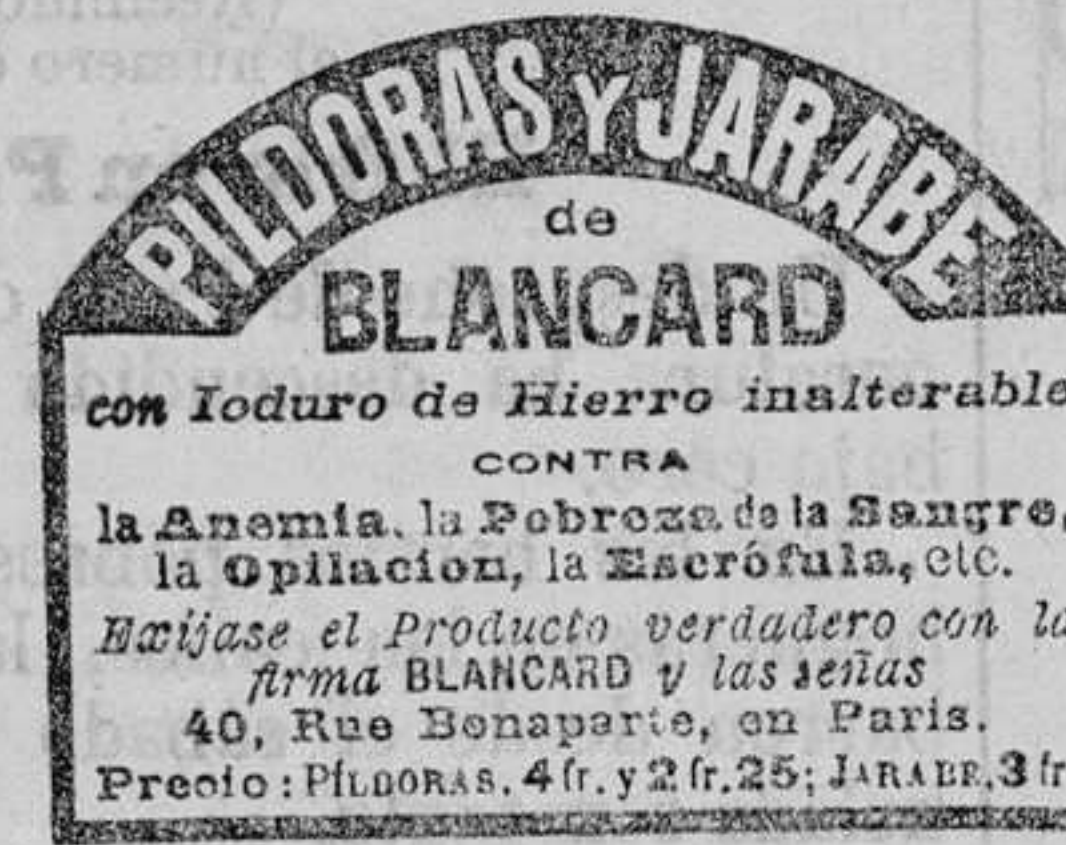 PILDORAS Y JARABE
de
BLANCARD
con Ioduro de Hierro inalterable
CONTRA
la Anemia, la Pobreza de la Sangre,
la Opilacion, la Escrófula, etc.
Exijase el Producto verdadero con la
firma BLANCARD y las señas
40, Rue Bonaparte, en Paris.
Precio: PÍLDORAS, 4 fr. y 2 fr. 25; JARABE, 3 fr